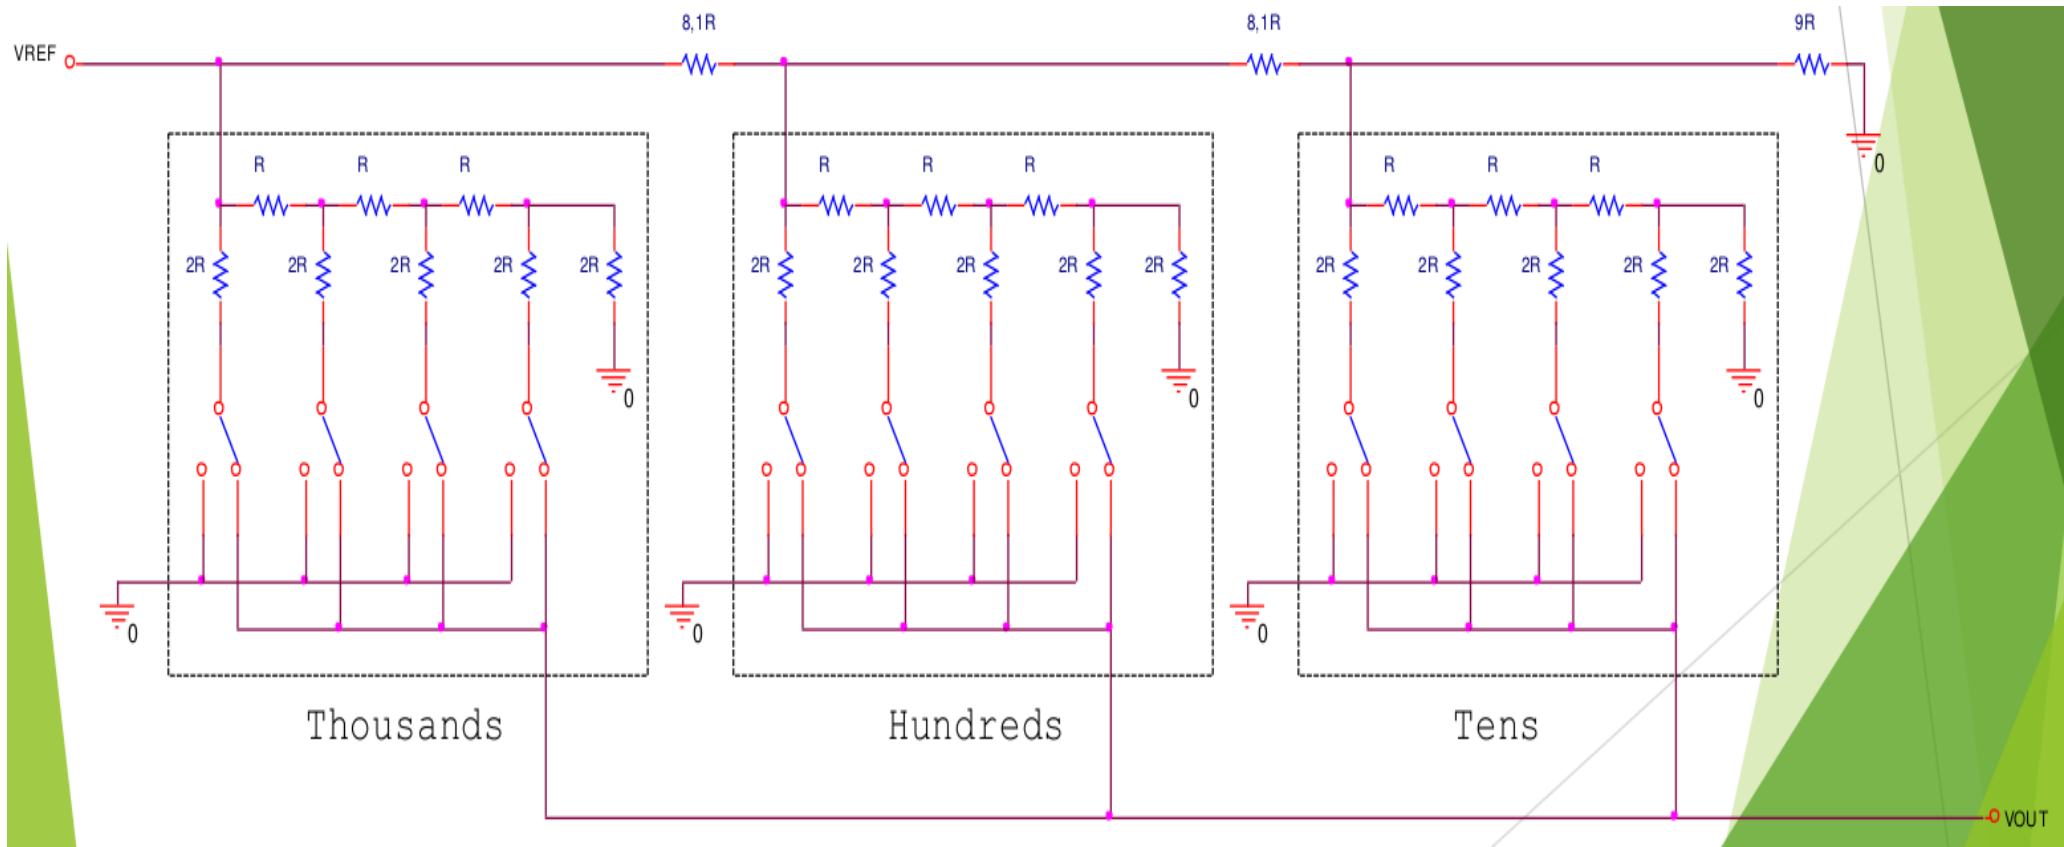 8,1R 8,1R 9R
VREF
0
R R R R R R R R R
2R 2R 2R 2R 2R 2R 2R 2R 2R 2R 2R 2R 2R 2R 2R
0 0 0
0 0 0
Thousands Hundreds Tens
VOUT